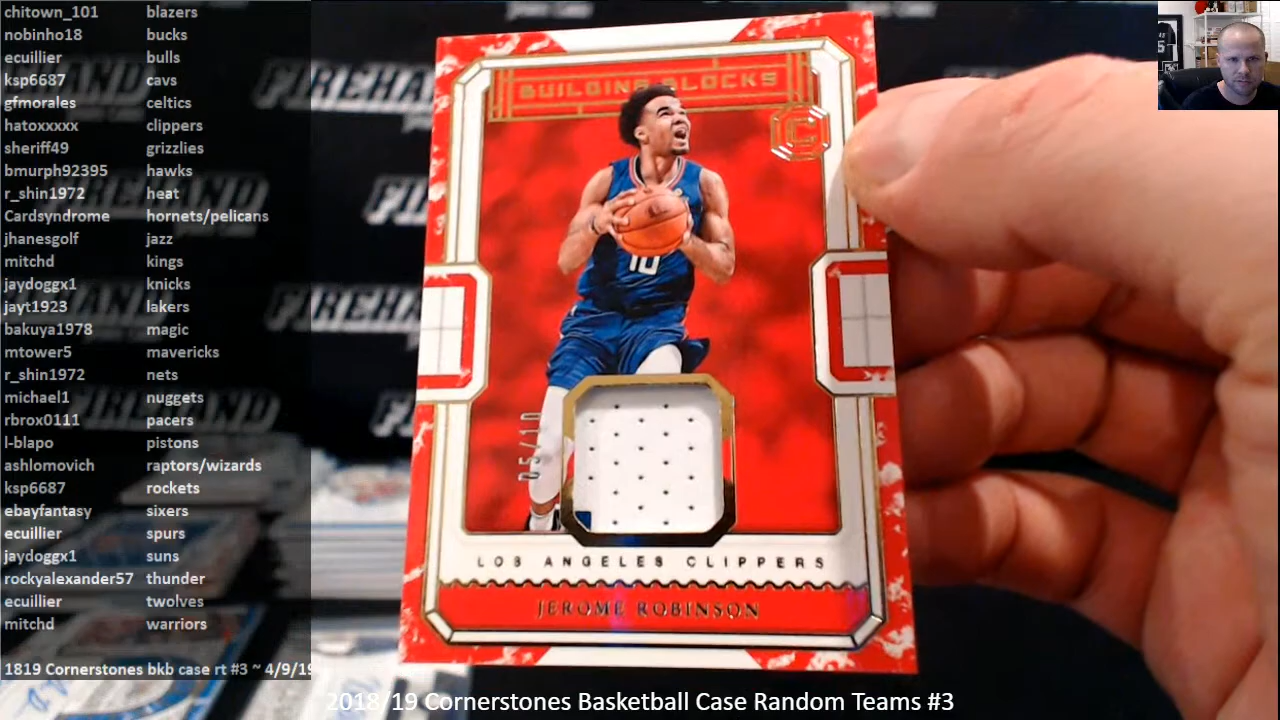 chitown_101 blazers
nobinho18 bucks
ecuillier bulls
ksp6687 cavs
gfmorales celtics
hatoxxxxx clippers
sheriff49 grizzlies
bmurph92395 hawks
r_shin1972 heat
Cardsyndrome hornets/pelicans
jhanesgolf jazz
mitchd kings
jaydoggx1 knicks
jayt1923 lakers
bakuya1978 magic
mtower5 mavericks
r_shin1972 nets
michael1 nuggets
rbrox0111 pacers
l-blapo pistons
ashlomovich raptors/wizards
ksp6687 rockets
ebayfantasy sixers
ecuillier spurs
jaydoggx1 suns
rockyalexander57 thunder
ecuillier twolves
mitchd warriors
1819 Cornerstones bkb case rt #3 ~ 4/9/19
BUILDING BLOCKS
C
10
05/10
LOS ANGELES CLIPPERS
JEROME ROBINSON
2018/19 Cornerstones Basketball Case Random Teams #3
FIREHAND